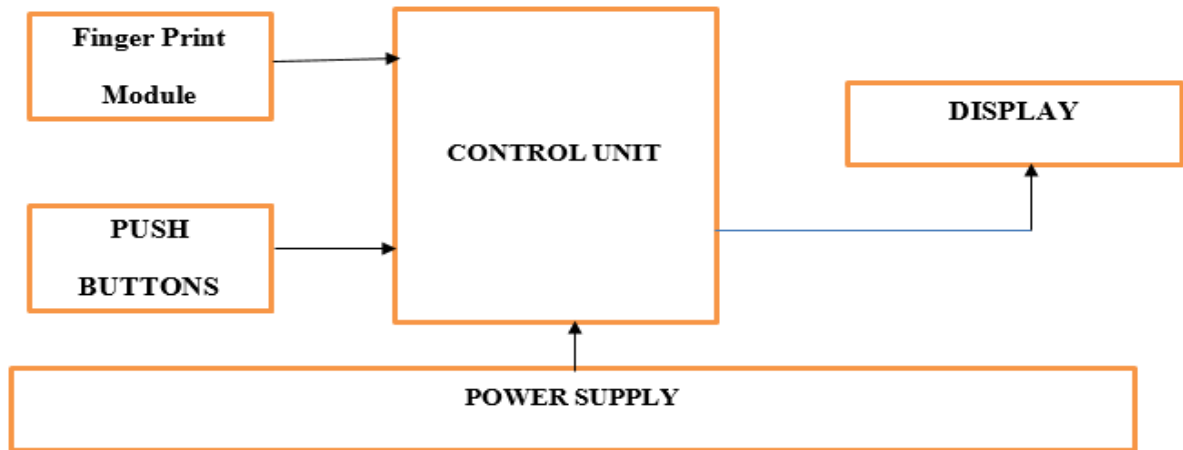 Finger Print
Module
CONTROL UNIT
DISPLAY
PUSH
BUTTONS
POWER SUPPLY